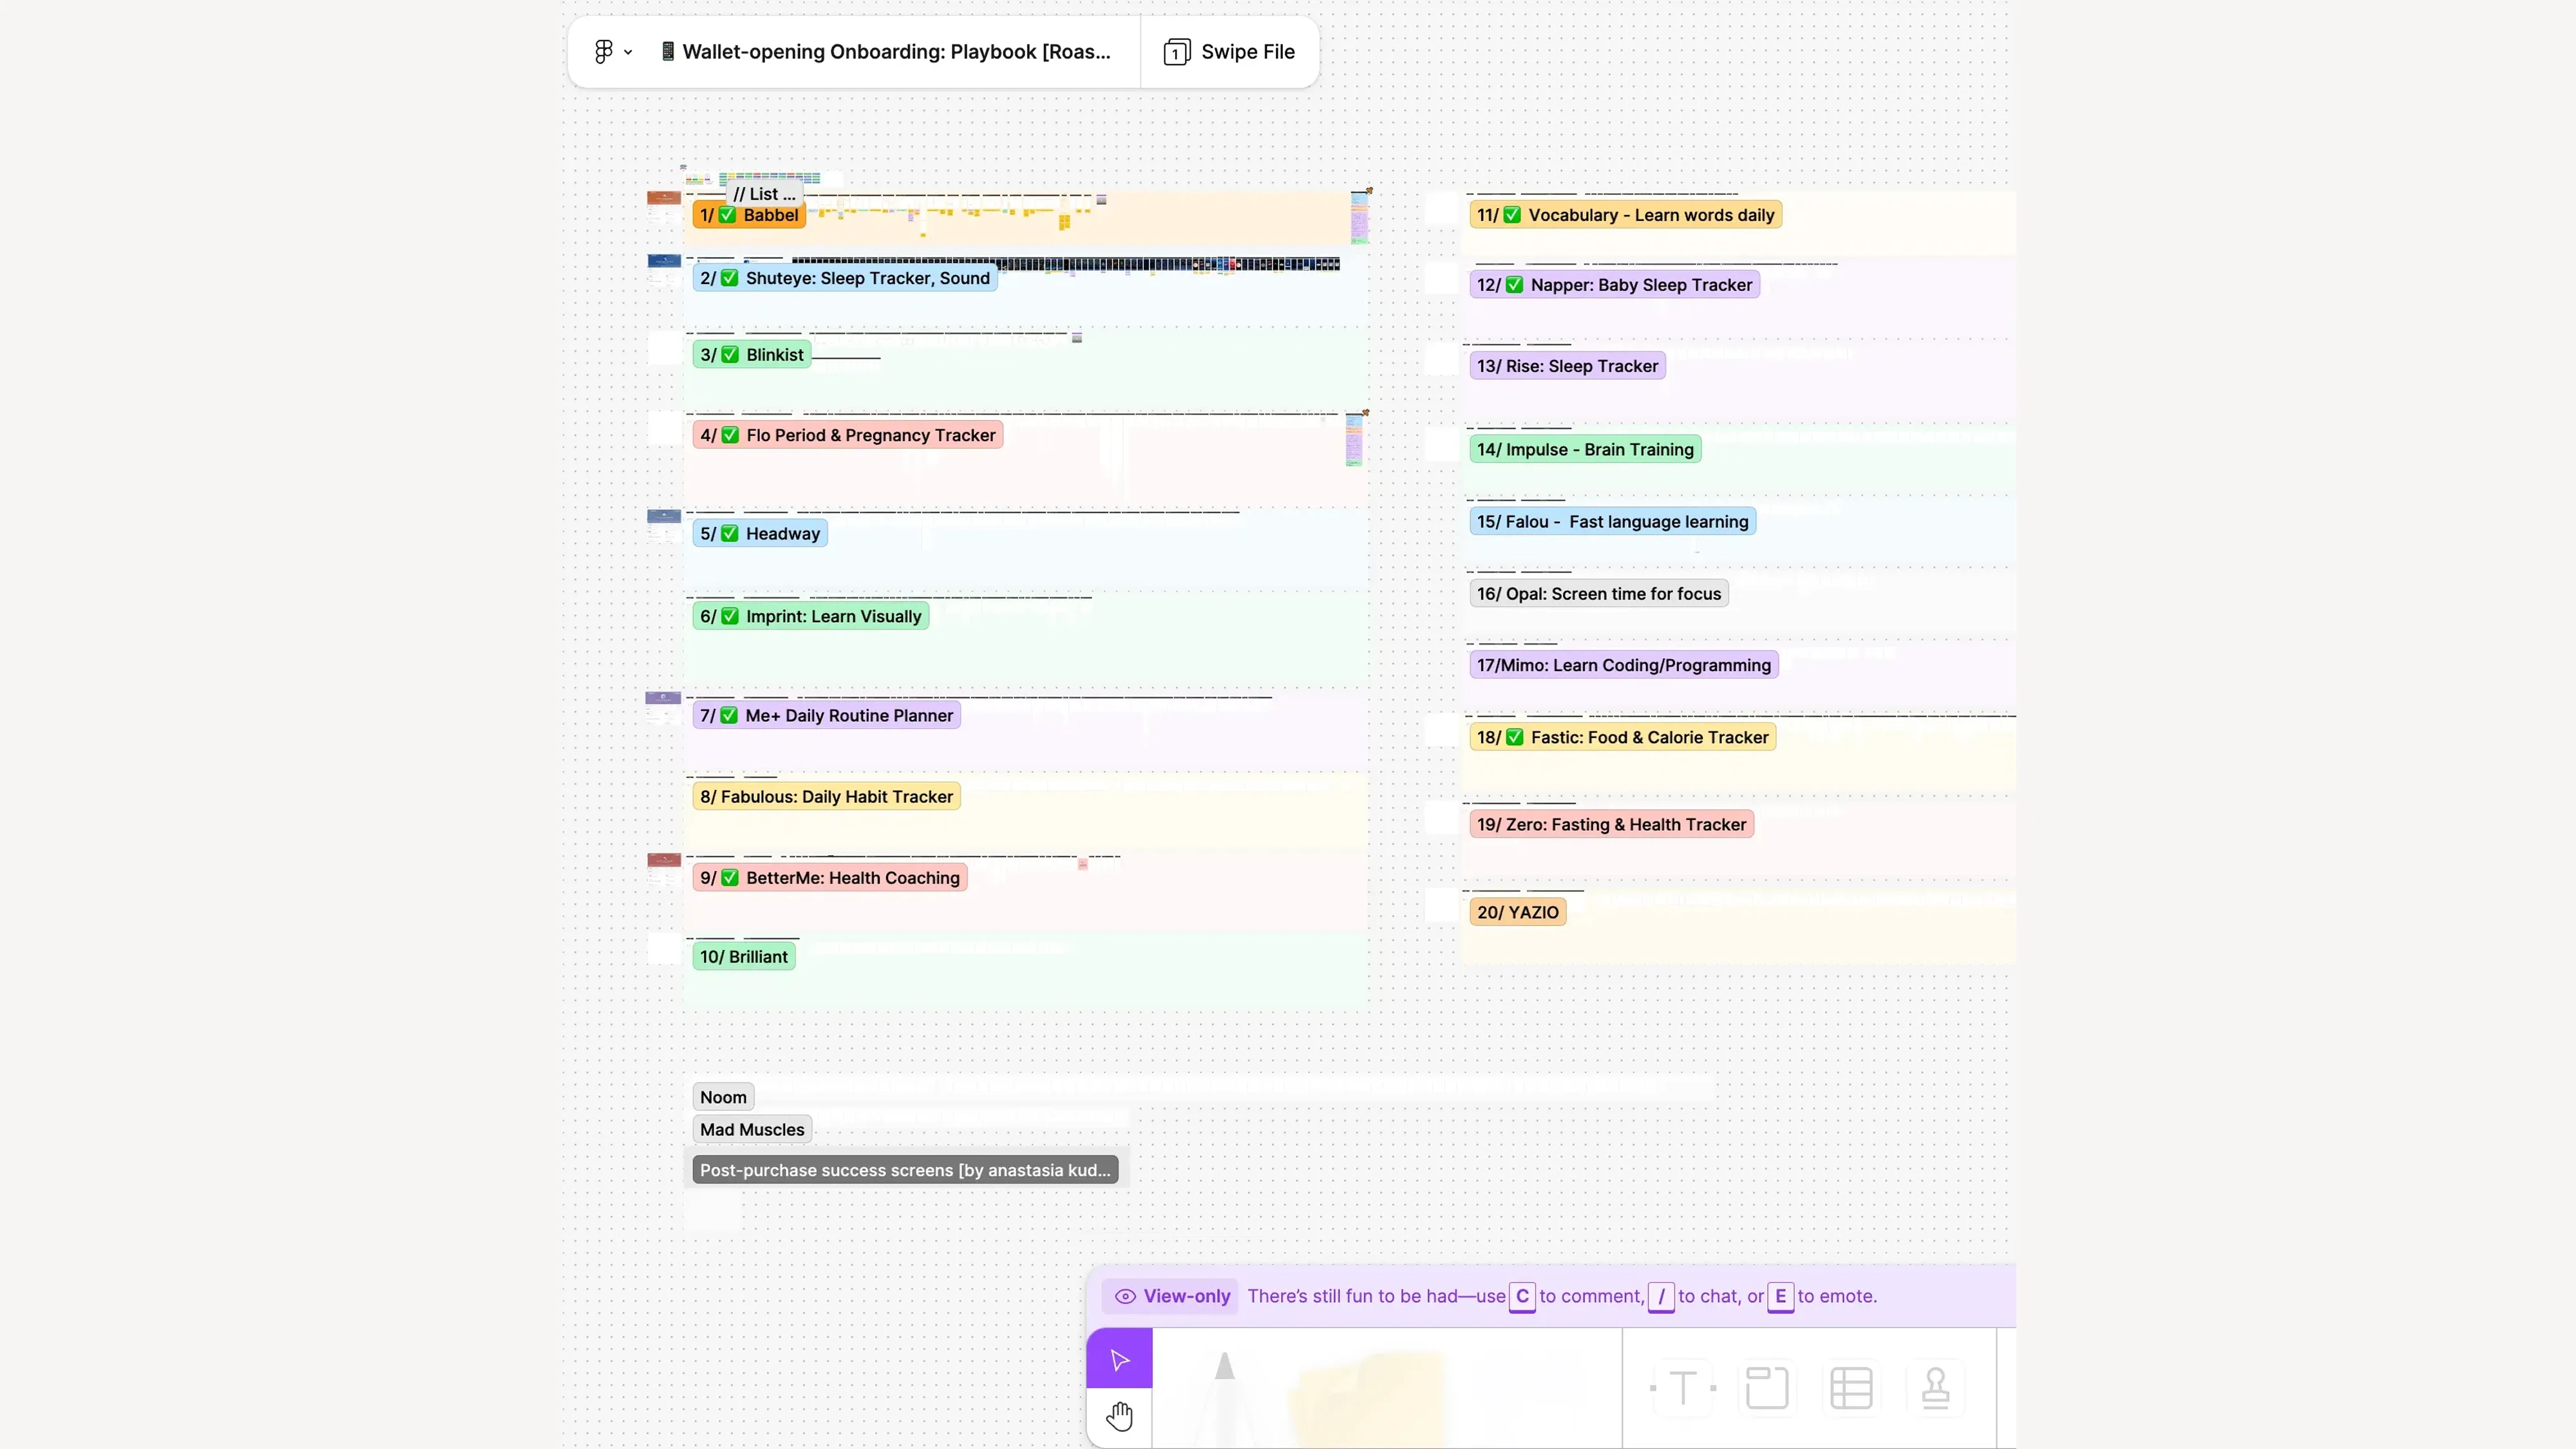 📱 Wallet-opening Onboarding: Playbook [Roas...
1 Swipe File
// List ...
1/ ✅ Babbel
2/ ✅ Shuteye: Sleep Tracker, Sound
3/ ✅ Blinkist
4/ ✅ Flo Period & Pregnancy Tracker
5/ ✅ Headway
6/ ✅ Imprint: Learn Visually
7/ ✅ Me+ Daily Routine Planner
8/ Fabulous: Daily Habit Tracker
9/ ✅ BetterMe: Health Coaching
10/ Brilliant
11/ ✅ Vocabulary - Learn words daily
12/ ✅ Napper: Baby Sleep Tracker
13/ Rise: Sleep Tracker
14/ Impulse - Brain Training
15/ Falou - Fast language learning
16/ Opal: Screen time for focus
17/Mimo: Learn Coding/Programming
18/ ✅ Fastic: Food & Calorie Tracker
19/ Zero: Fasting & Health Tracker
20/ YAZIO
Noom
Mad Muscles
Post-purchase success screens [by anastasia kud...
View-only There's still fun to be had—use C to comment, / to chat, or E to emote.
T